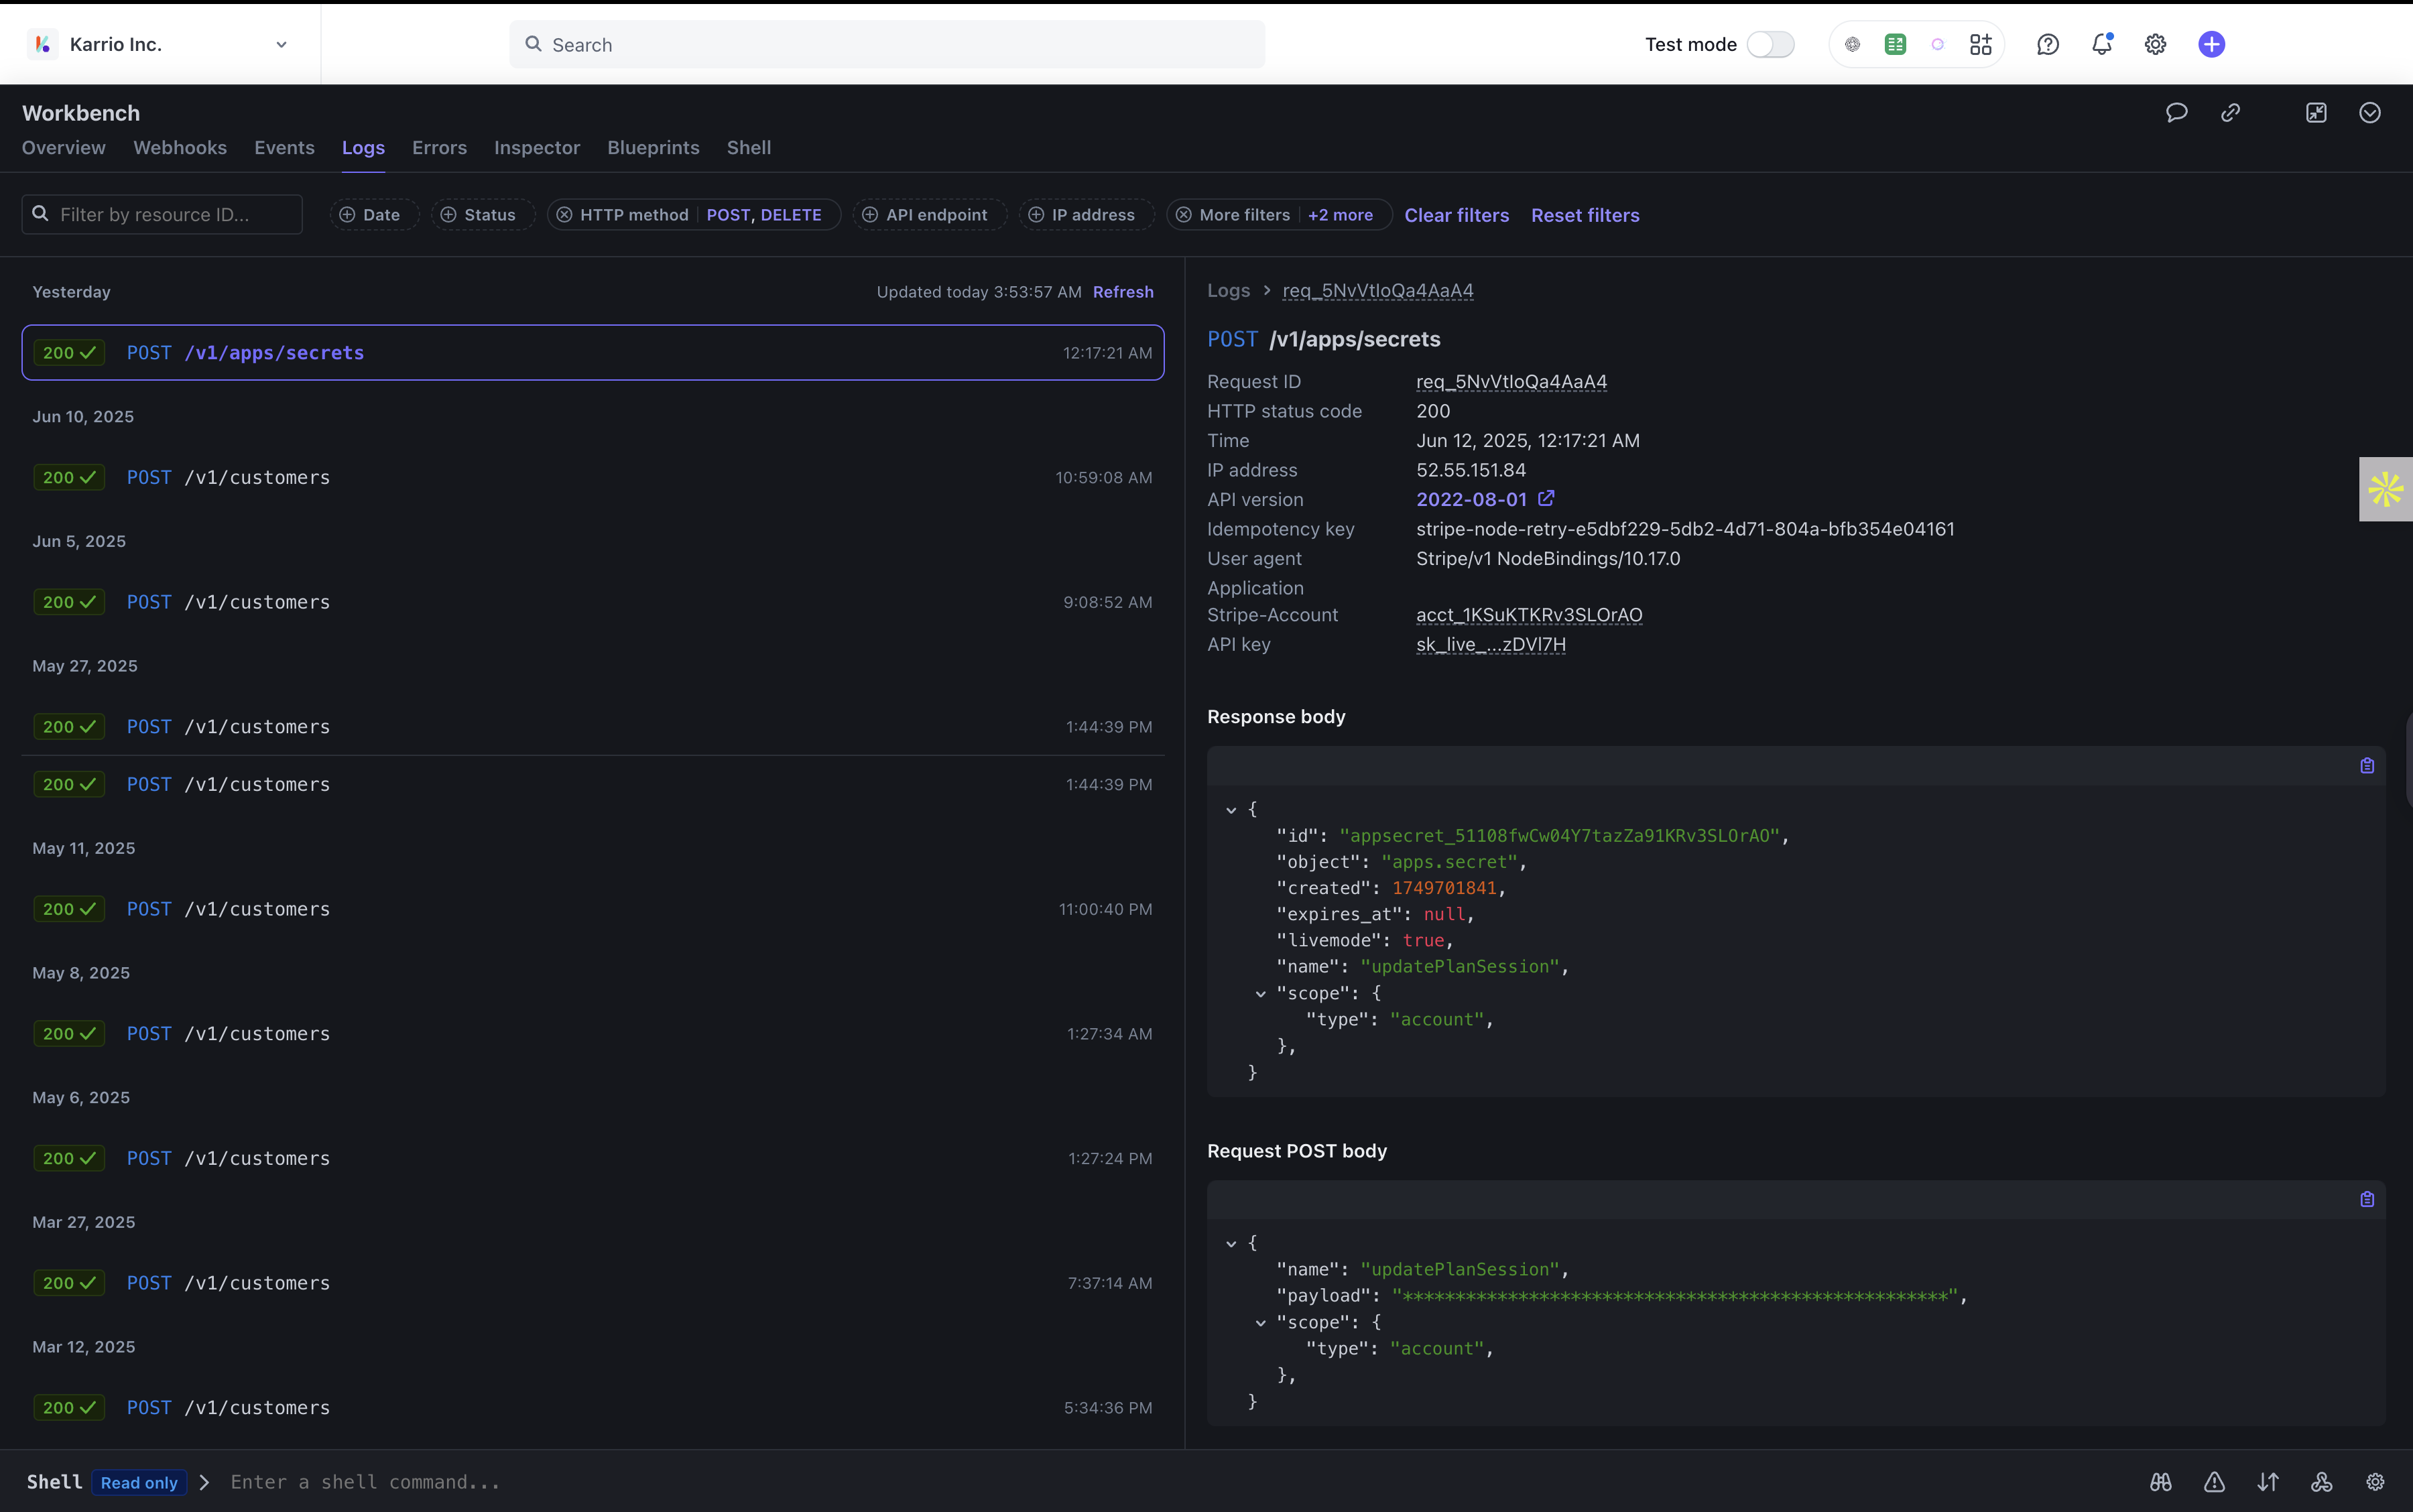 Karrio Inc.
Search
Test mode
Workbench
Overview Webhooks Events Logs Errors Inspector Blueprints Shell
Filter by resource ID...
Date
Status
HTTP method POST, DELETE
API endpoint
IP address
More filters +2 more
Clear filters
Reset filters
Yesterday
Updated today 3:53:57 AM Refresh
200 POST /v1/apps/secrets 12:17:21 AM
Jun 10, 2025
200 POST /v1/customers 10:59:08 AM
Jun 5, 2025
200 POST /v1/customers 9:08:52 AM
May 27, 2025
200 POST /v1/customers 1:44:39 PM
200 POST /v1/customers 1:44:39 PM
May 11, 2025
200 POST /v1/customers 11:00:40 PM
May 8, 2025
200 POST /v1/customers 1:27:34 AM
May 6, 2025
200 POST /v1/customers 1:27:24 PM
Mar 27, 2025
200 POST /v1/customers 7:37:14 AM
Mar 12, 2025
200 POST /v1/customers 5:34:36 PM
Logs > req_5NvVtIoQa4AaA4
POST /v1/apps/secrets
Request ID req_5NvVtIoQa4AaA4
HTTP status code 200
Time Jun 12, 2025, 12:17:21 AM
IP address 52.55.151.84
API version 2022-08-01
Idempotency key stripe-node-retry-e5dbf229-5db2-4d71-804a-bfb354e04161
User agent Stripe/v1 NodeBindings/10.17.0
Application
Stripe-Account acct_1KSuKTKRv3SLOrAO
API key sk_live_...zDVl7H
Response body
{
"id": "appsecret_51108fwCw04Y7tazZa91KRv3SLOrAO",
"object": "apps.secret",
"created": 1749701841,
"expires_at": null,
"livemode": true,
"name": "updatePlanSession",
"scope": {
"type": "account",
},
}
Request POST body
{
"name": "updatePlanSession",
"payload": "****************************************************",
"scope": {
"type": "account",
},
}
Shell Read only > Enter a shell command...